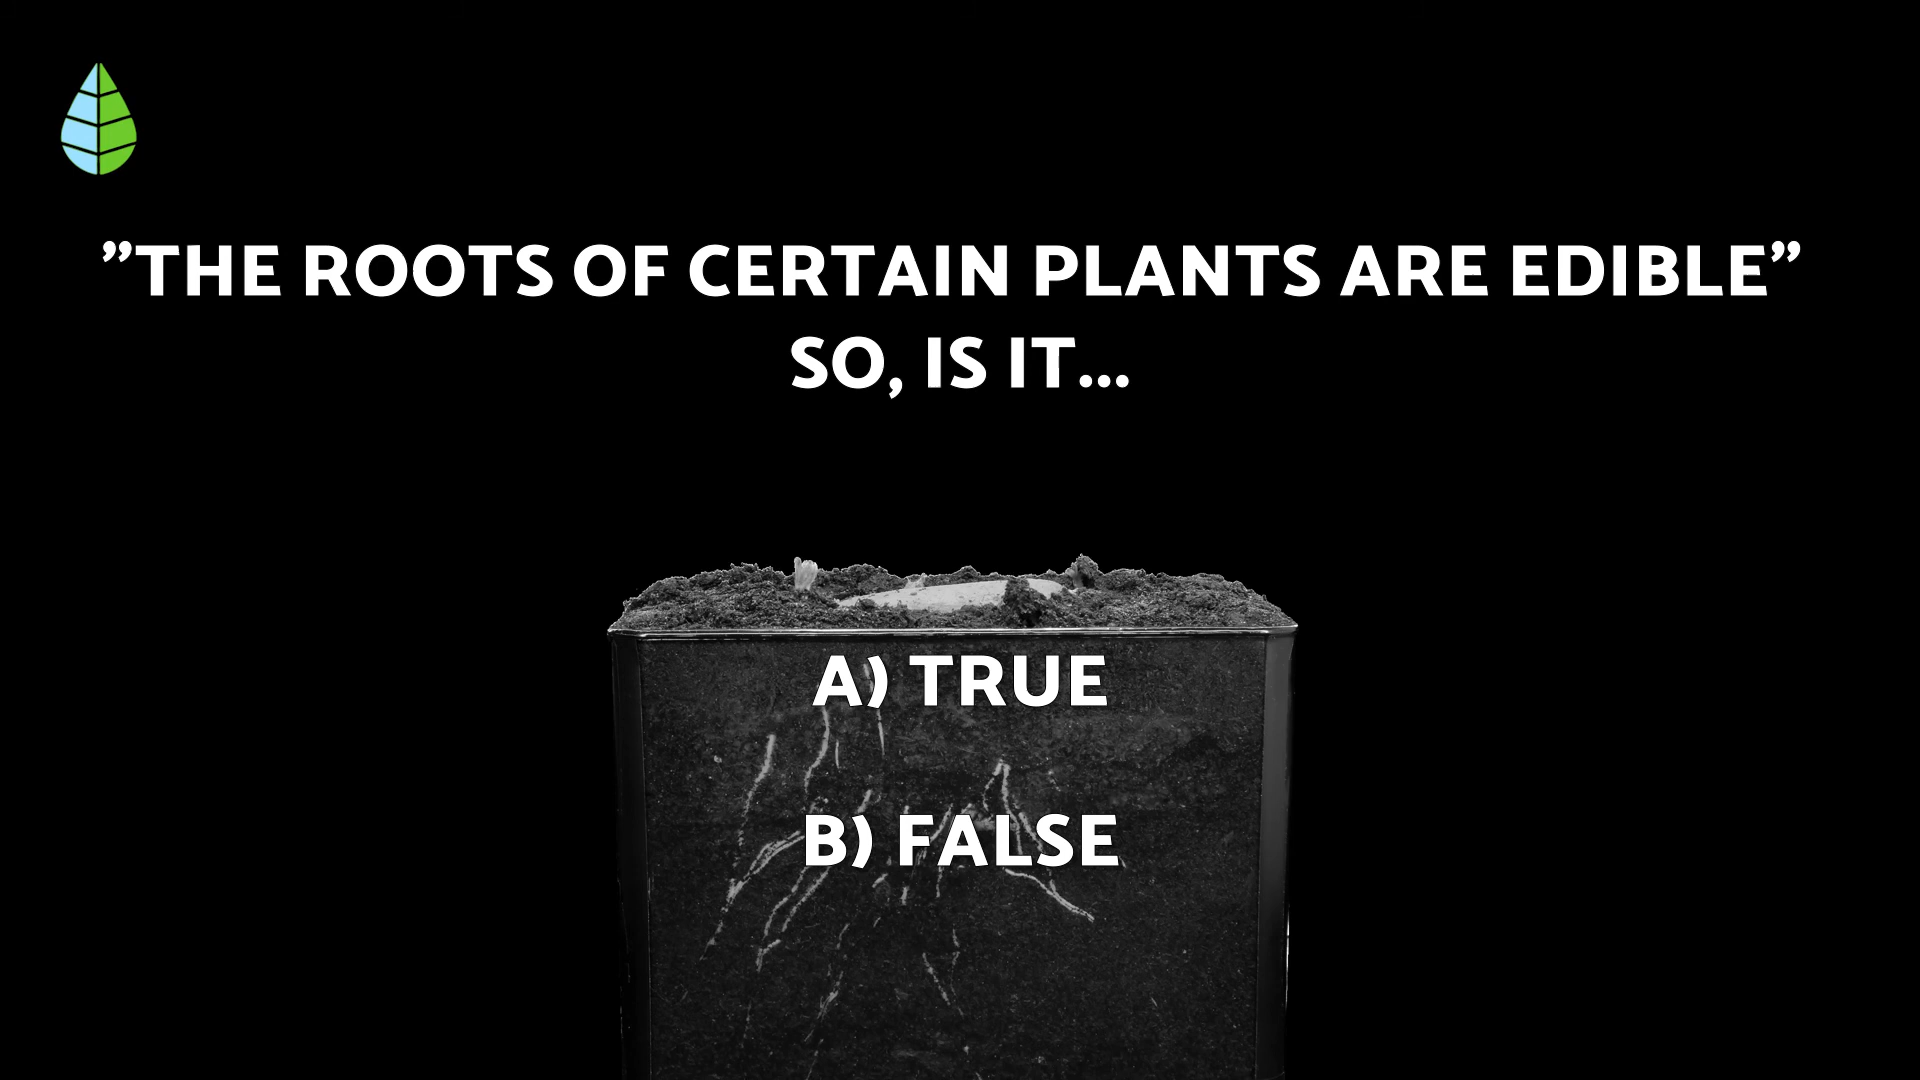 ”THE ROOTS OF CERTAIN PLANTS ARE EDIBLE”
SO, IS IT...
A) TRUE
B) FALSE